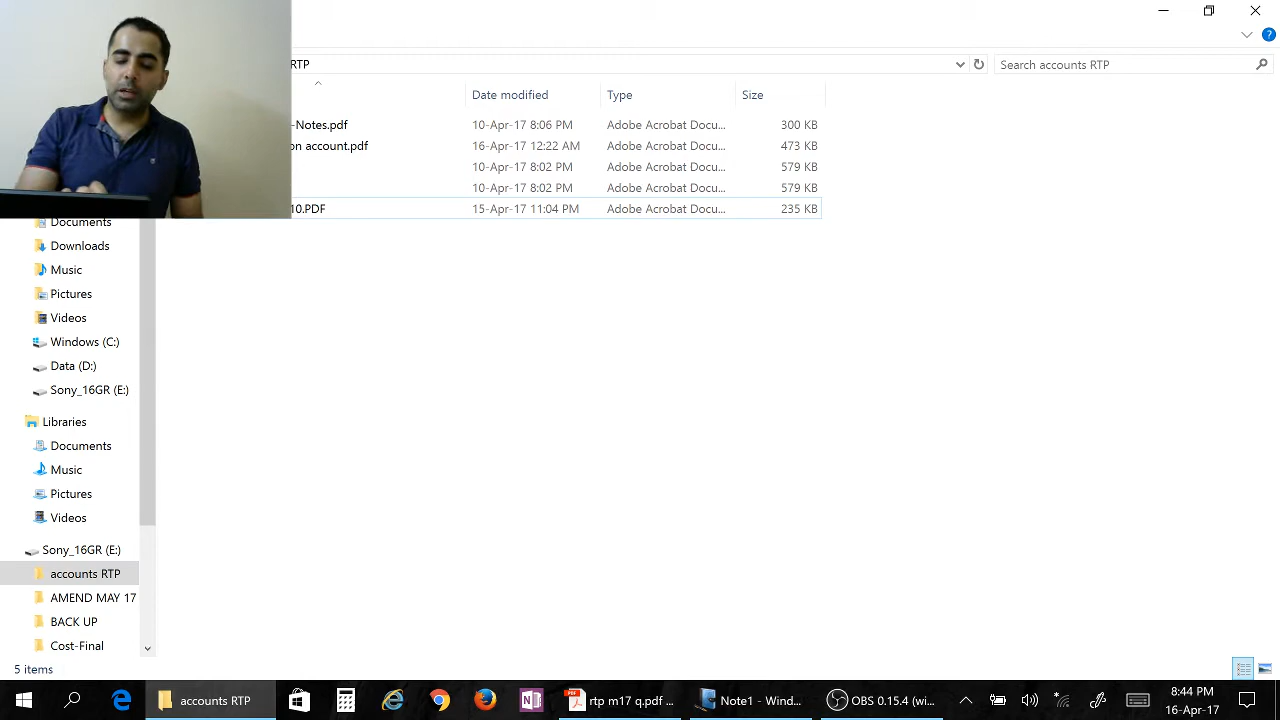 RTP
Search accounts RTP
Date modified Type Size
-Notes.pdf 10-Apr-17 8:06 PM Adobe Acrobat Docu... 300 KB
on account.pdf 16-Apr-17 12:22 AM Adobe Acrobat Docu... 473 KB
10-Apr-17 8:02 PM Adobe Acrobat Docu... 579 KB
10-Apr-17 8:02 PM Adobe Acrobat Docu... 579 KB
10.PDF 15-Apr-17 11:04 PM Adobe Acrobat Docu... 235 KB
Documents
Downloads
Music
Pictures
Videos
Windows (C:)
Data (D:)
Sony_16GR (E:)
Libraries
Documents
Music
Pictures
Videos
Sony_16GR (E:)
accounts RTP
AMEND MAY 17
BACK UP
Cost-Final
5 items
accounts RTP
rtp m17 q.pdf ...
Note1 - Wind...
OBS 0.15.4 (wi...
8:44 PM
16-Apr-17